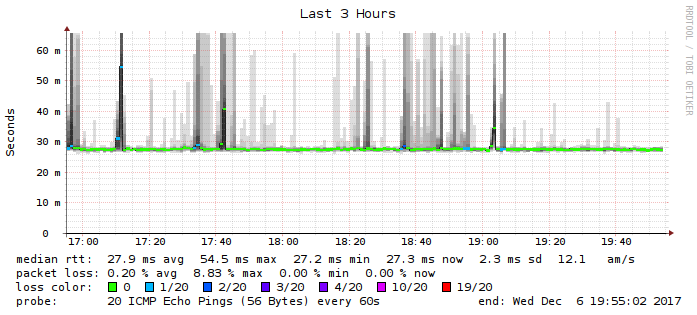 Last 3 Hours
RRDTOOL / TOBI OETIKER
Seconds
60 m
50 m
40 m
30 m
20 m
10 m
0
17:00 17:20 17:40 18:00 18:20 18:40 19:00 19:20 19:40
median rtt: 27.9 ms avg 54.5 ms max 27.2 ms min 27.3 ms now 2.3 ms sd 12.1 am/s
packet loss: 0.20 % avg 8.83 % max 0.00 % min 0.00 % now
loss color: 0 1/20 2/20 3/20 4/20 10/20 19/20
probe: 20 ICMP Echo Pings (56 Bytes) every 60s end: Wed Dec 6 19:55:02 2017